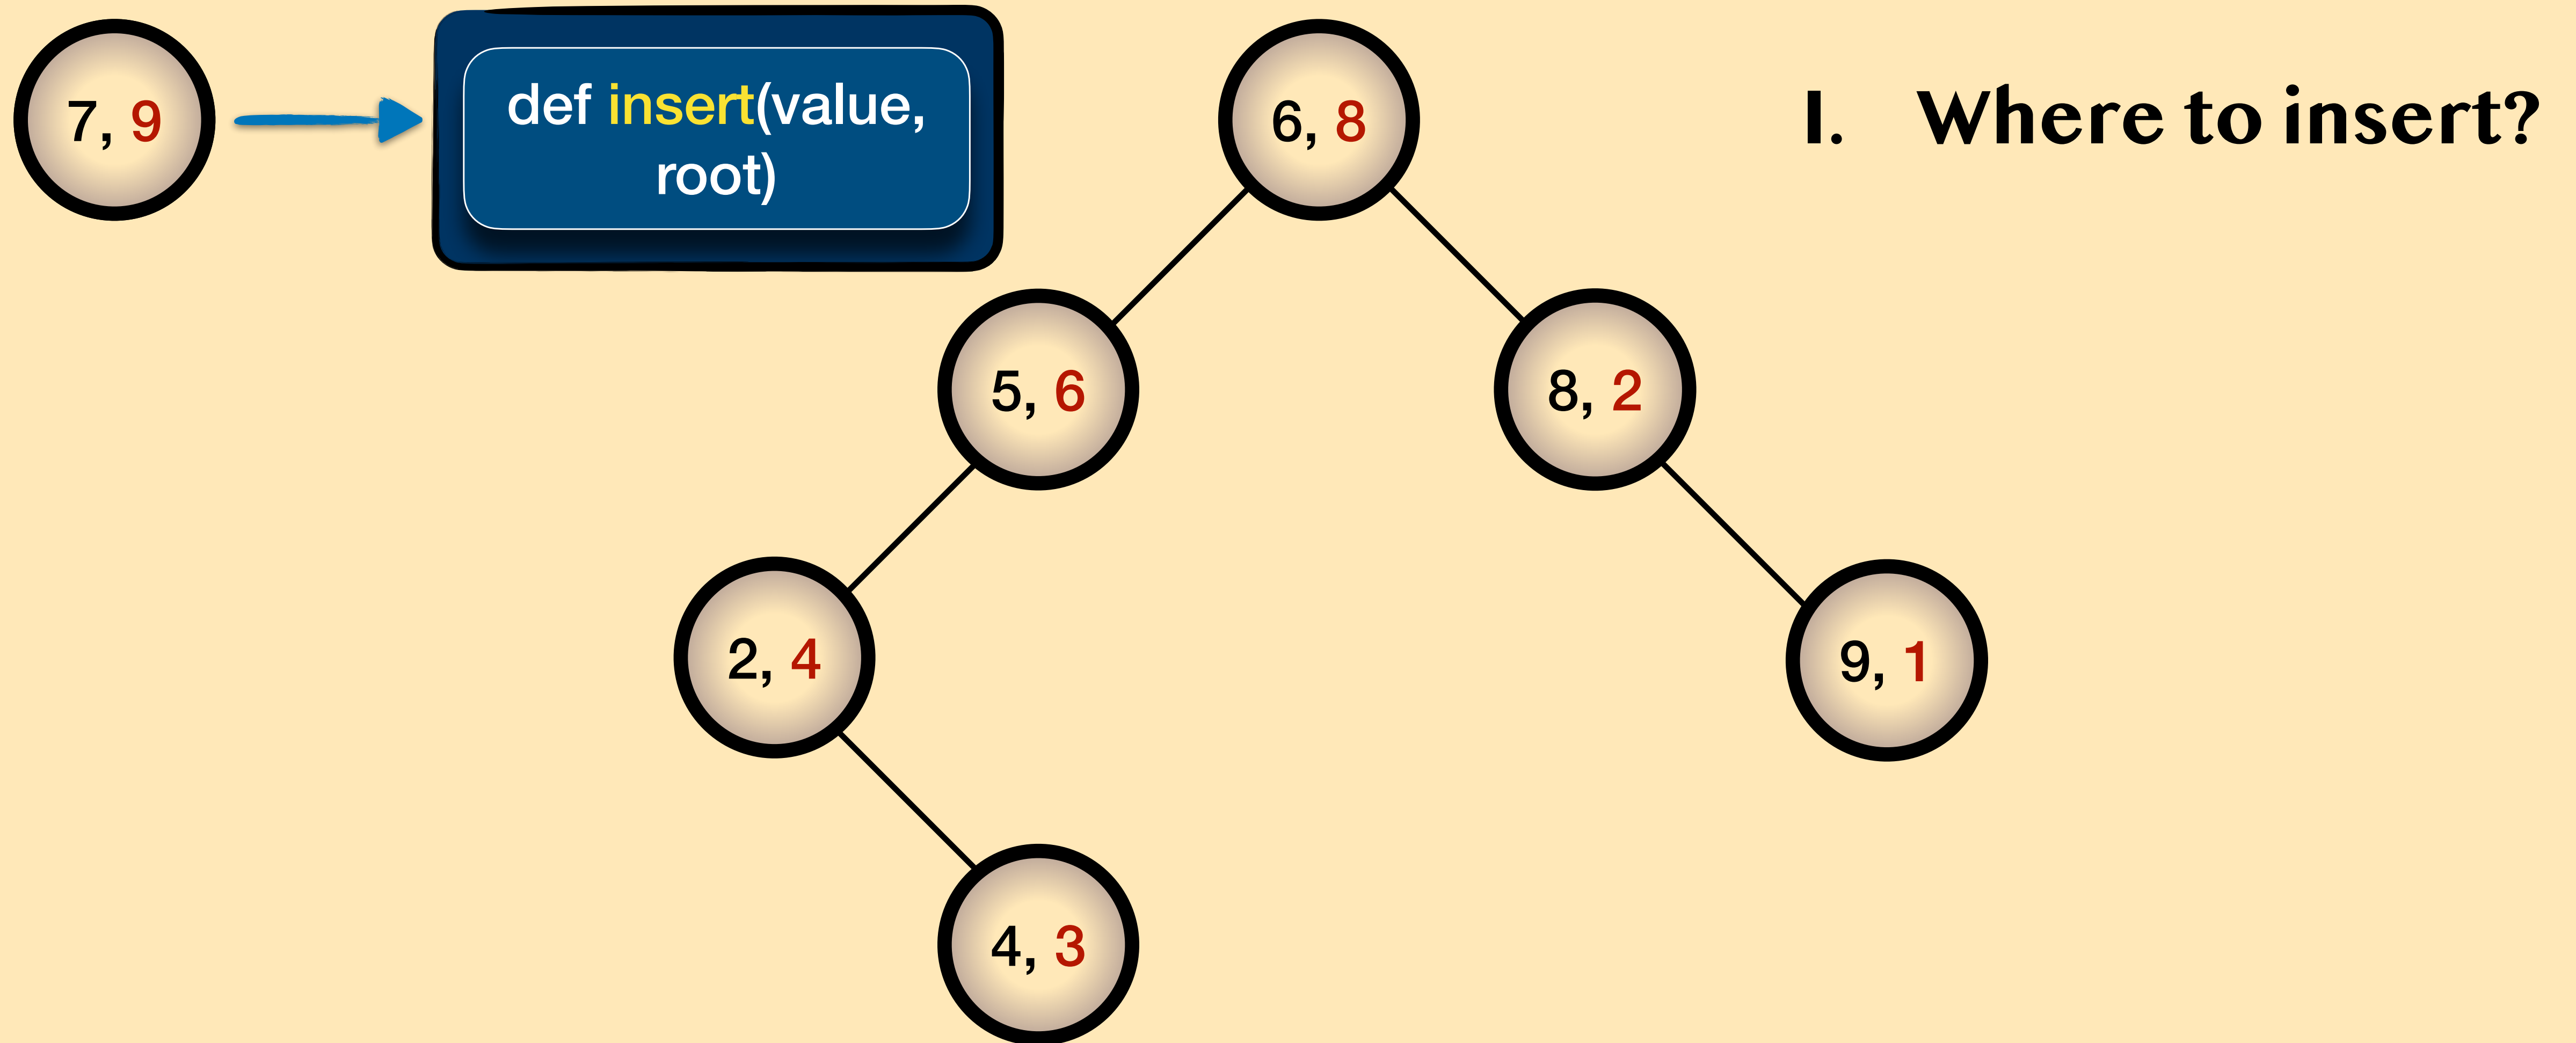 7, 9
def insert(value,
root)
6, 8
I. Where to insert?
5, 6
8, 2
2, 4
9, 1
4, 3